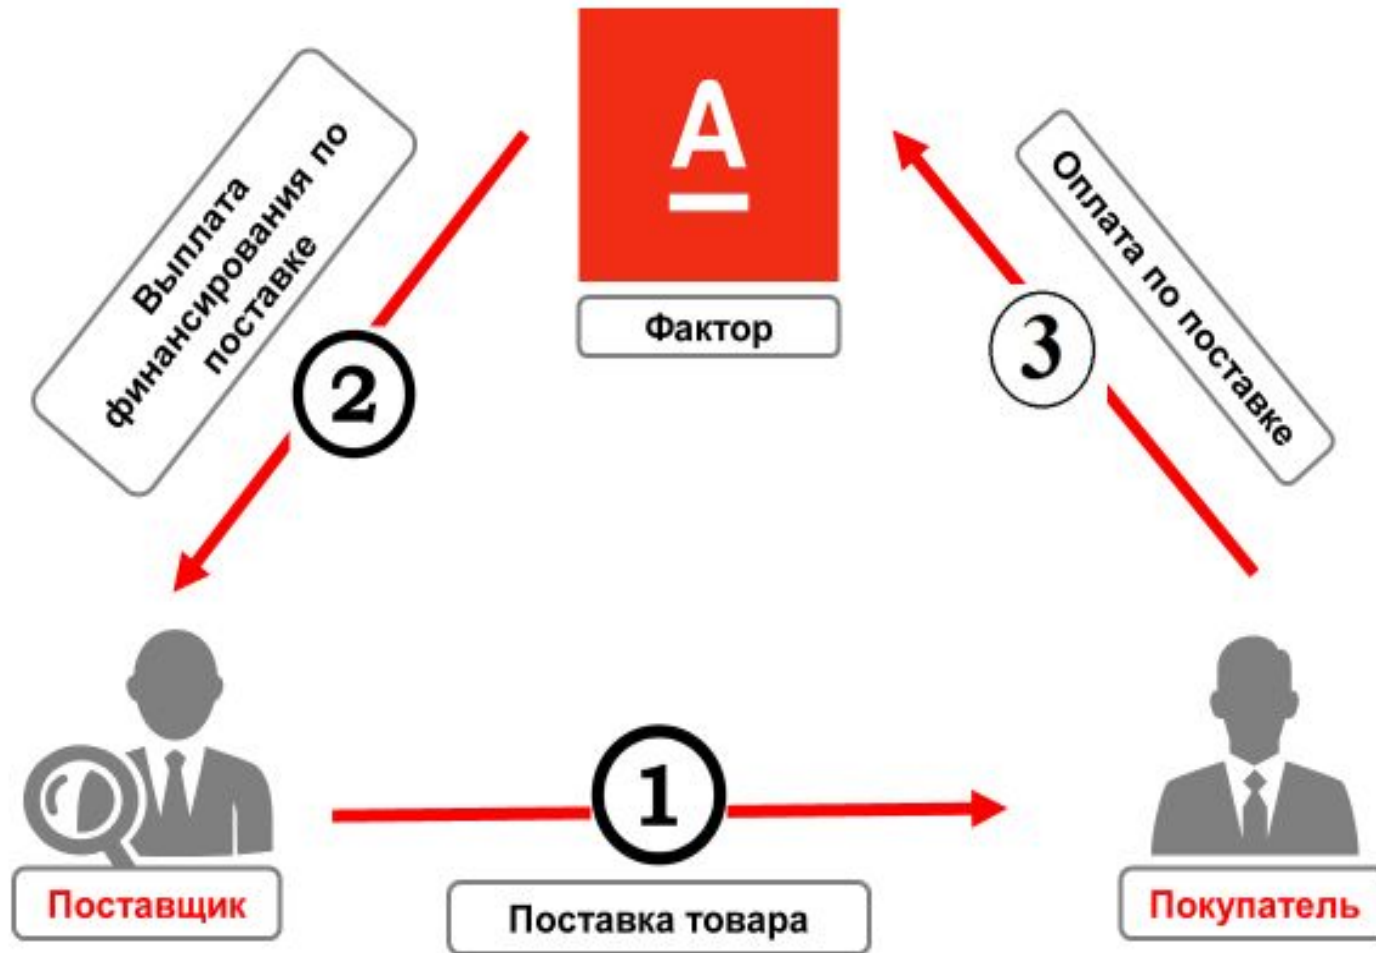 А
Фактор
Выплата
финансирования по
поставке
2
Оплата по поставке
3
1
Поставщик
Поставка товара
Покупатель